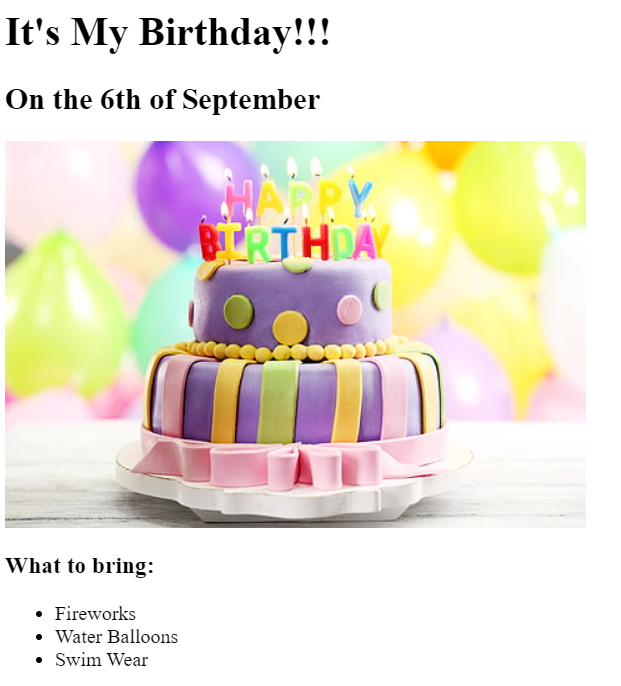 It's My Birthday!!!
On the 6th of September
HAPPY
BIRTHDAY
What to bring:
Fireworks
Water Balloons
Swim Wear